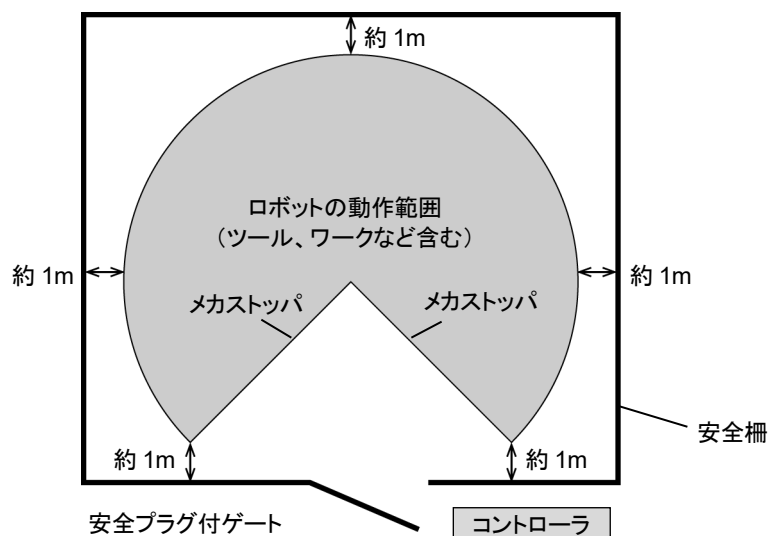 約 1m
ロボットの動作範囲
（ツール、ワークなど含む）
約 1m
約 1m
メカストッパ
メカストッパ
安全柵
約 1m
約 1m
安全プラグ付ゲート
コントローラ